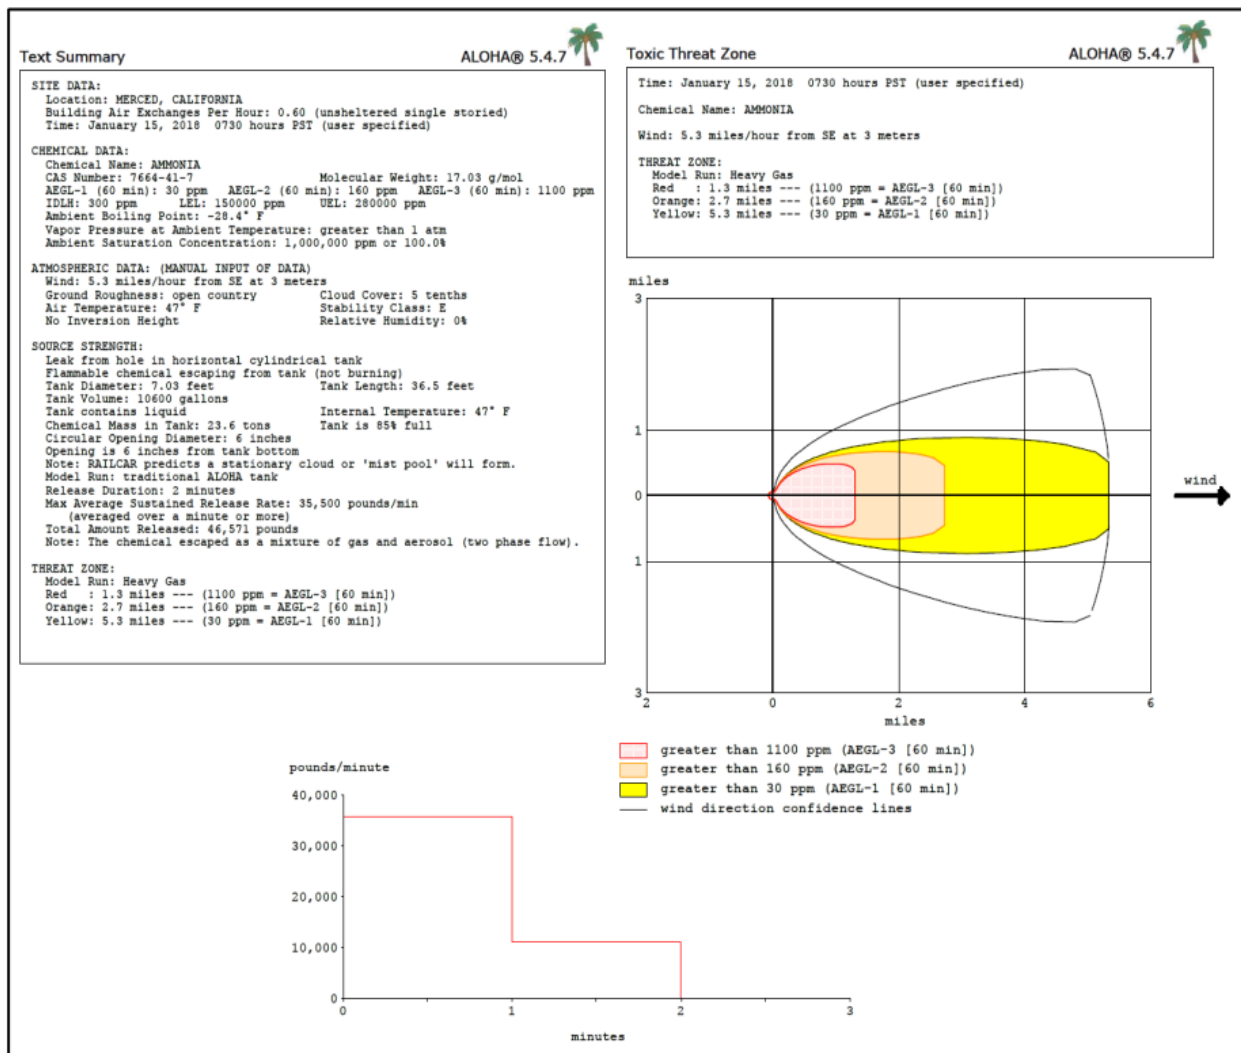 Text Summary
ALOHA® 5.4.7
SITE DATA:
Location: MERCED, CALIFORNIA
Building Air Exchanges Per Hour: 0.60 (unsheltered single storied)
Time: January 15, 2018  0730 hours PST (user specified)
CHEMICAL DATA:
Chemical Name: AMMONIA
CAS Number: 7664-41-7 Molecular Weight: 17.03 g/mol
AEGL-1 (60 min): 30 ppm AEGL-2 (60 min): 160 ppm AEGL-3 (60 min): 1100 ppm
IDLH: 300 ppm LEL: 150000 ppm UEL: 280000 ppm
Ambient Boiling Point: -28.4° F
Vapor Pressure at Ambient Temperature: greater than 1 atm
Ambient Saturation Concentration: 1,000,000 ppm or 100.0%
ATMOSPHERIC DATA: (MANUAL INPUT OF DATA)
Wind: 5.3 miles/hour from SE at 3 meters
Ground Roughness: open country Cloud Cover: 5 tenths
Air Temperature: 47° F Stability Class: E
No Inversion Height Relative Humidity: 0%
SOURCE STRENGTH:
Leak from hole in horizontal cylindrical tank
Flammable chemical escaping from tank (not burning)
Tank Diameter: 7.03 feet Tank Length: 36.5 feet
Tank Volume: 10600 gallons
Tank contains liquid Internal Temperature: 47° F
Chemical Mass in Tank: 23.6 tons Tank is 85% full
Circular Opening Diameter: 6 inches
Opening is 6 inches from tank bottom
Note: RAILCAR predicts a stationary cloud or 'mist pool' will form.
Model Run: traditional ALOHA tank
Release Duration: 2 minutes
Max Average Sustained Release Rate: 35,500 pounds/min
(averaged over a minute or more)
Total Amount Released: 46,571 pounds
Note: The chemical escaped as a mixture of gas and aerosol (two phase flow).
THREAT ZONE:
Model Run: Heavy Gas
Red : 1.3 miles --- (1100 ppm = AEGL-3 [60 min])
Orange: 2.7 miles --- (160 ppm = AEGL-2 [60 min])
Yellow: 5.3 miles --- (30 ppm = AEGL-1 [60 min])
Toxic Threat Zone
ALOHA® 5.4.7
Time: January 15, 2018  0730 hours PST (user specified)
Chemical Name: AMMONIA
Wind: 5.3 miles/hour from SE at 3 meters
THREAT ZONE:
Model Run: Heavy Gas
Red : 1.3 miles --- (1100 ppm = AEGL-3 [60 min])
Orange: 2.7 miles --- (160 ppm = AEGL-2 [60 min])
Yellow: 5.3 miles --- (30 ppm = AEGL-1 [60 min])
miles
3
1
0
1
3
wind
2 0 2 4 6
miles
greater than 1100 ppm (AEGL-3 [60 min])
greater than 160 ppm (AEGL-2 [60 min])
greater than 30 ppm (AEGL-1 [60 min])
wind direction confidence lines
pounds/minute
40,000
30,000
20,000
10,000
0
0 1 2 3
minutes